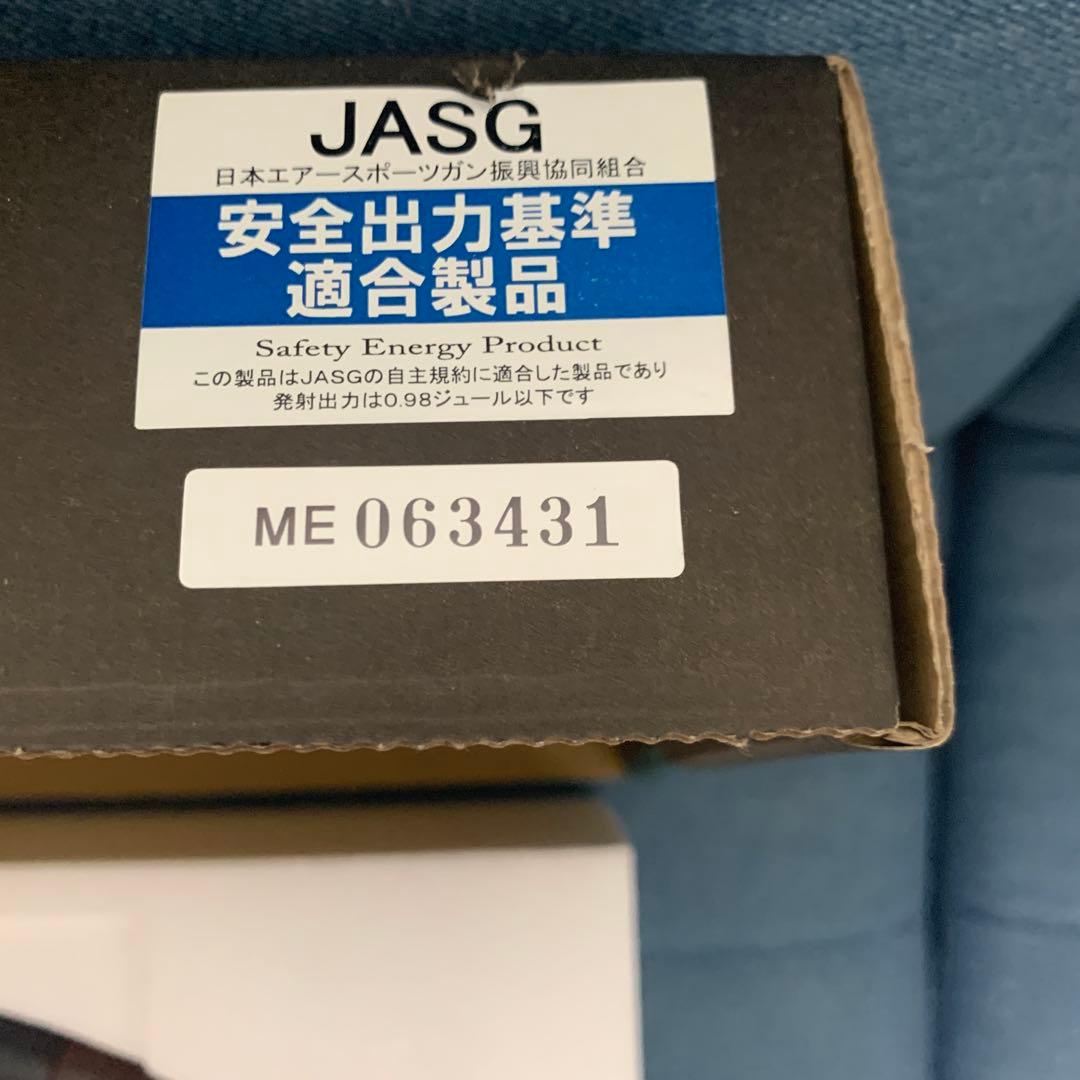 JASG
日本エアースポーツガン振興協同組合
安全出力基準
適合製品
Safety Energy Product
この製品はJASGの自主規約に適合した製品であり
発射出力は0.98ジュール以下です
ME 063431